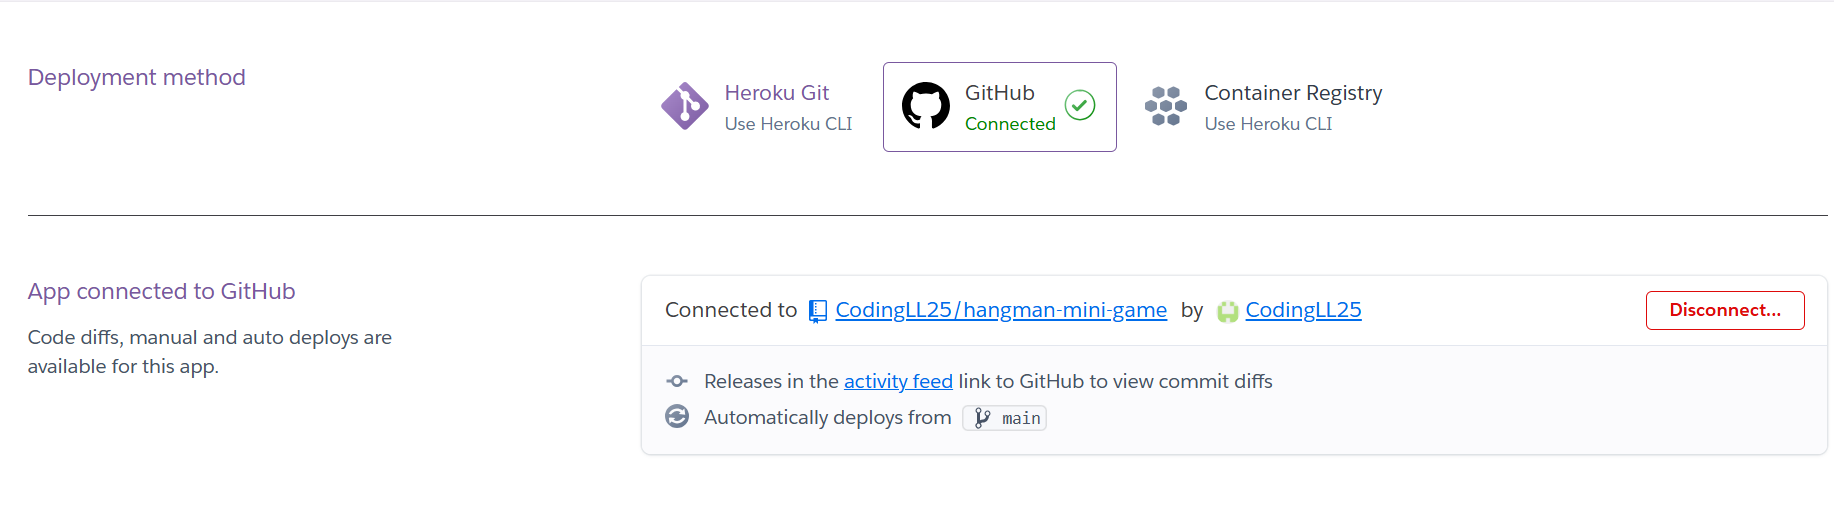 Deployment method
Heroku Git
Use Heroku CLI
GitHub
Connected
Container Registry
Use Heroku CLI
App connected to GitHub
Code diffs, manual and auto deploys are
available for this app.
Connected to CodingLL25/hangman-mini-game by CodingLL25
Disconnect...
Releases in the activity feed link to GitHub to view commit diffs
Automatically deploys from main